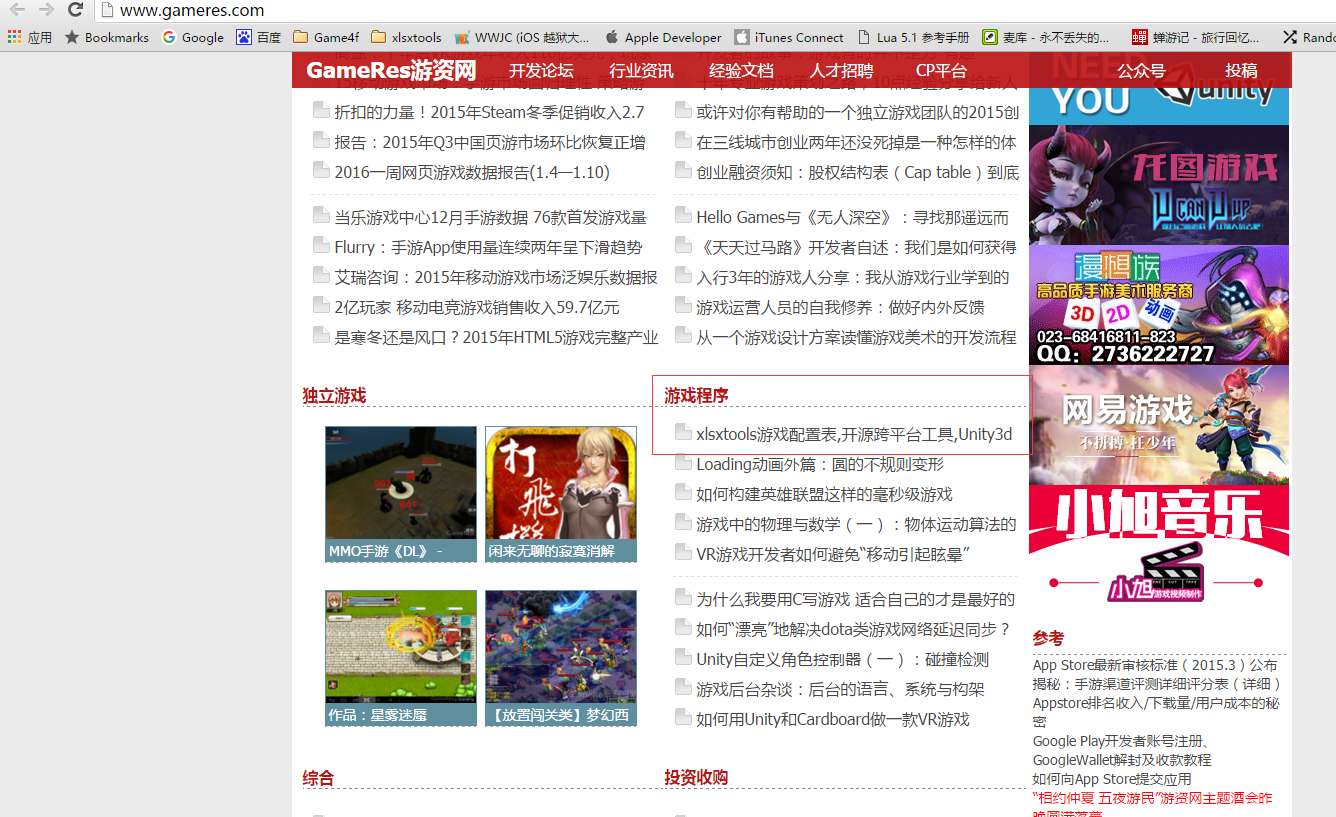 www.gameres.com
应用 Bookmarks Google 百度 Game4f xlsxtools WWJC (iOS 越狱大... Apple Developer iTunes Connect Lua 5.1 参考手册 麦库 - 永不丢失的... 蝉游记 - 旅行回忆... Rando
GameRes游资网 开发论坛 行业资讯 经验文档 人才招聘 CP平台 公众号 投稿
折扣的力量！2015年Steam冬季促销收入2.7
报告：2015年Q3中国页游市场环比恢复正增
2016一周网页游戏数据报告(1.4—1.10)
当乐游戏中心12月手游数据 76款首发游戏量
Flurry：手游App使用量连续两年呈下滑趋势
艾瑞咨询：2015年移动游戏市场泛娱乐数据报
2亿玩家 移动电竞游戏销售收入59.7亿元
是寒冬还是风口？2015年HTML5游戏完整产业
或许对你有帮助的一个独立游戏团队的2015创
在三线城市创业两年还没死掉是一种怎样的体
创业融资须知：股权结构表（Cap table）到底
Hello Games与《无人深空》：寻找那遥远而
《天天过马路》开发者自述：我们是如何获得
入行3年的游戏人分享：我从游戏行业学到的
游戏运营人员的自我修养：做好内外反馈
从一个游戏设计方案读懂游戏美术的开发流程
独立游戏
打飛機
MMO手游《DL》 -
闲来无聊的寂寞消解
作品：星雾迷屋
【放置闯关类】梦幻西
游戏程序
xlsxtools游戏配置表,开源跨平台工具,Unity3d
Loading动画外篇：圆的不规则变形
如何构建英雄联盟这样的毫秒级游戏
游戏中的物理与数学（一）：物体运动算法的
VR游戏开发者如何避免“移动引起眩晕”
为什么我要用C写游戏 适合自己的才是最好的
如何“漂亮”地解决dota类游戏网络延迟同步？
Unity自定义角色控制器（一）：碰撞检测
游戏后台杂谈：后台的语言、系统与构架
如何用Unity和Cardboard做一款VR游戏
综合
投资收购
NEED
YOU unity
龙图游戏
U CAN U UP
漫想族
高品质手游美术服务商
3D 2D 动画
023-68416811-823
QQ：2736222727
网易游戏
不拼搏·枉少年
小旭音乐
小旭游戏视频制作
参考
App Store最新审核标准（2015.3）公布
揭秘：手游渠道评测详细评分表（详细）
Appstore排名收入/下载量/用户成本的秘
密
Google Play开发者账号注册、
GoogleWallet解封及收款教程
如何向App Store提交应用
“相约仲夏 五夜游民”游资网主题酒会昨
晚圆满落幕